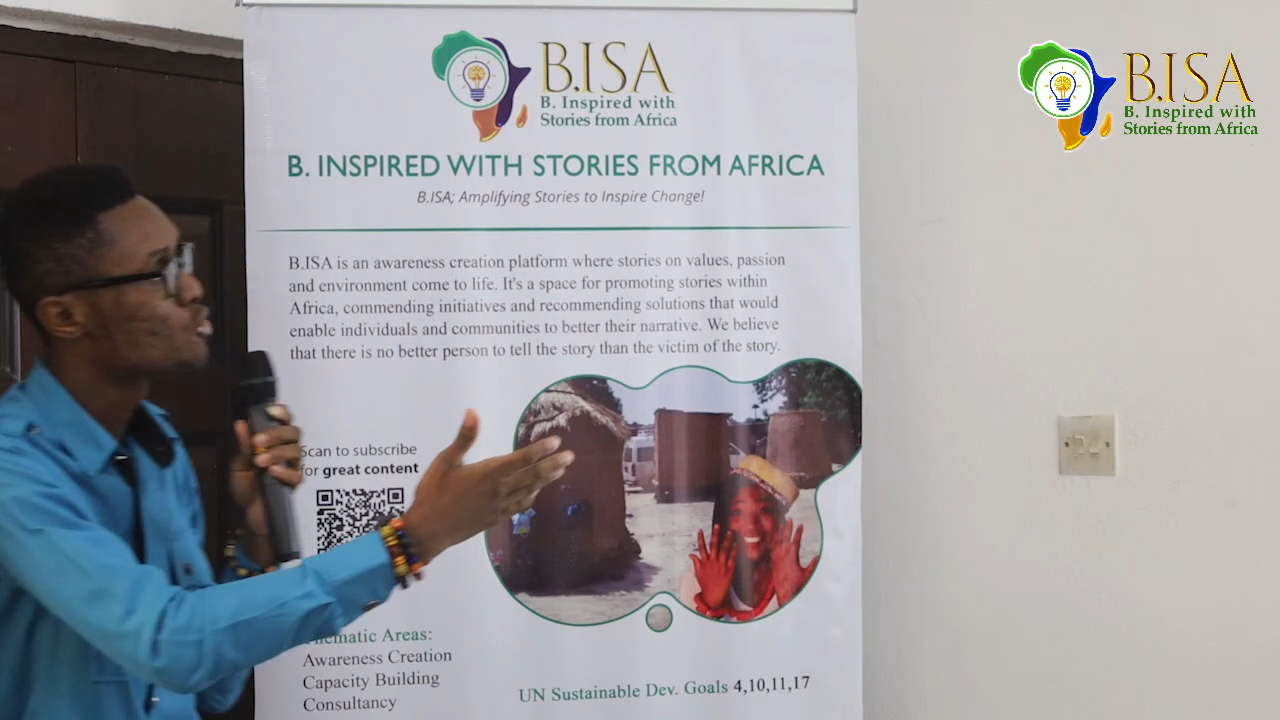 B.ISA
B. Inspired with
Stories from Africa
B. INSPIRED WITH STORIES FROM AFRICA
B.ISA; Amplifying Stories to Inspire Change!
B.ISA is an awareness creation platform where stories on values, passion
and environment come to life. It's a space for promoting stories within
Africa, commending initiatives and recommending solutions that would
enable individuals and communities to better their narrative. We believe
that there is no better person to tell the story than the victim of the story.
Scan to subscribe
for great content
Thematic Areas:
Awareness Creation
Capacity Building
Consultancy
UN Sustainable Dev. Goals 4,10,11,17
B.ISA
B. Inspired with
Stories from Africa